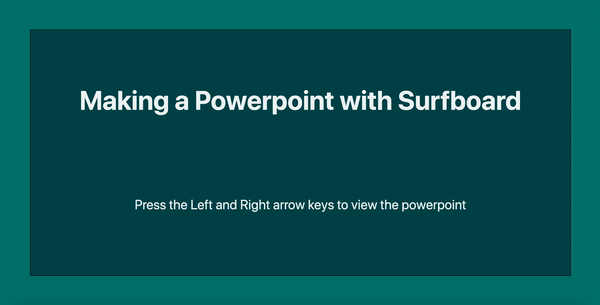 Making a Powerpoint with Surfboard
Press the Left and Right arrow keys to view the powerpoint